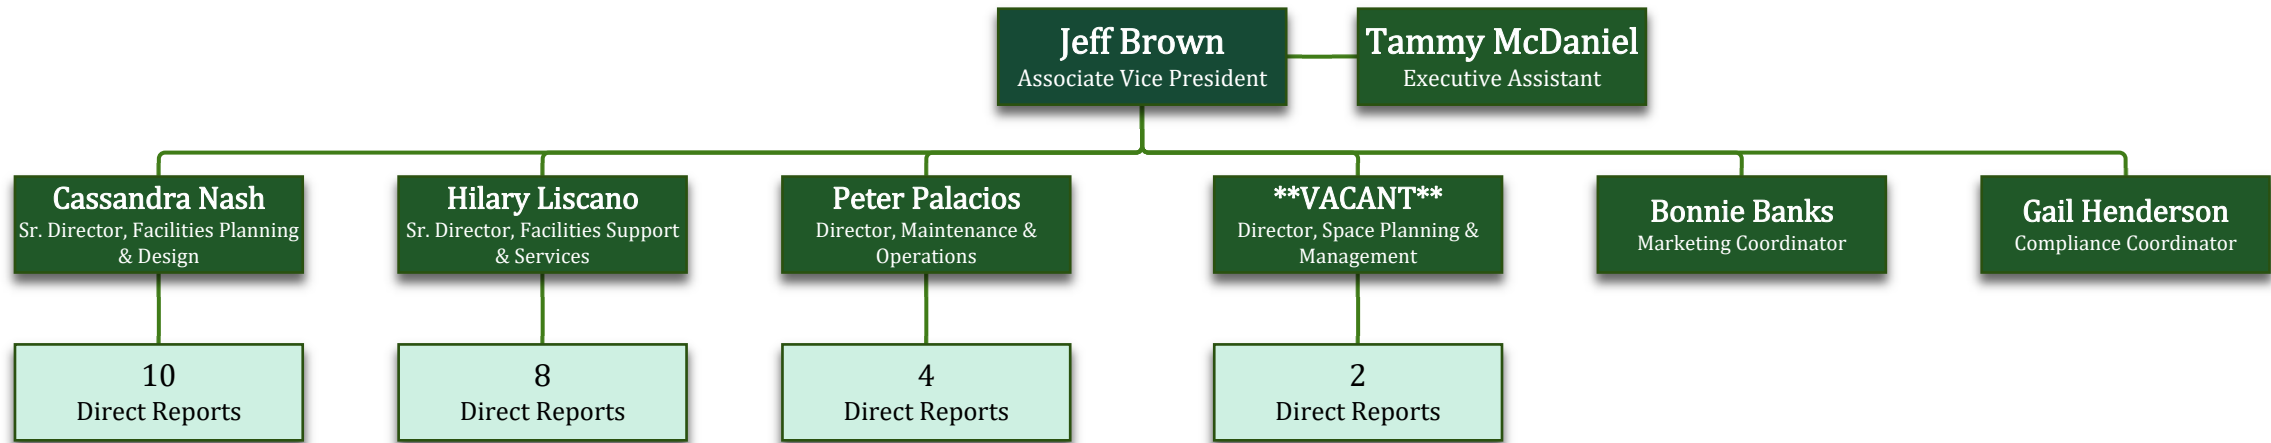 Jeff Brown
Associate Vice President
Tammy McDaniel
Executive Assistant
Cassandra Nash
Sr. Director, Facilities Planning
& Design
Hilary Liscano
Sr. Director, Facilities Support
& Services
Peter Palacios
Director, Maintenance &
Operations
**VACANT**
Director, Space Planning &
Management
Bonnie Banks
Marketing Coordinator
Gail Henderson
Compliance Coordinator
10
Direct Reports
8
Direct Reports
4
Direct Reports
2
Direct Reports